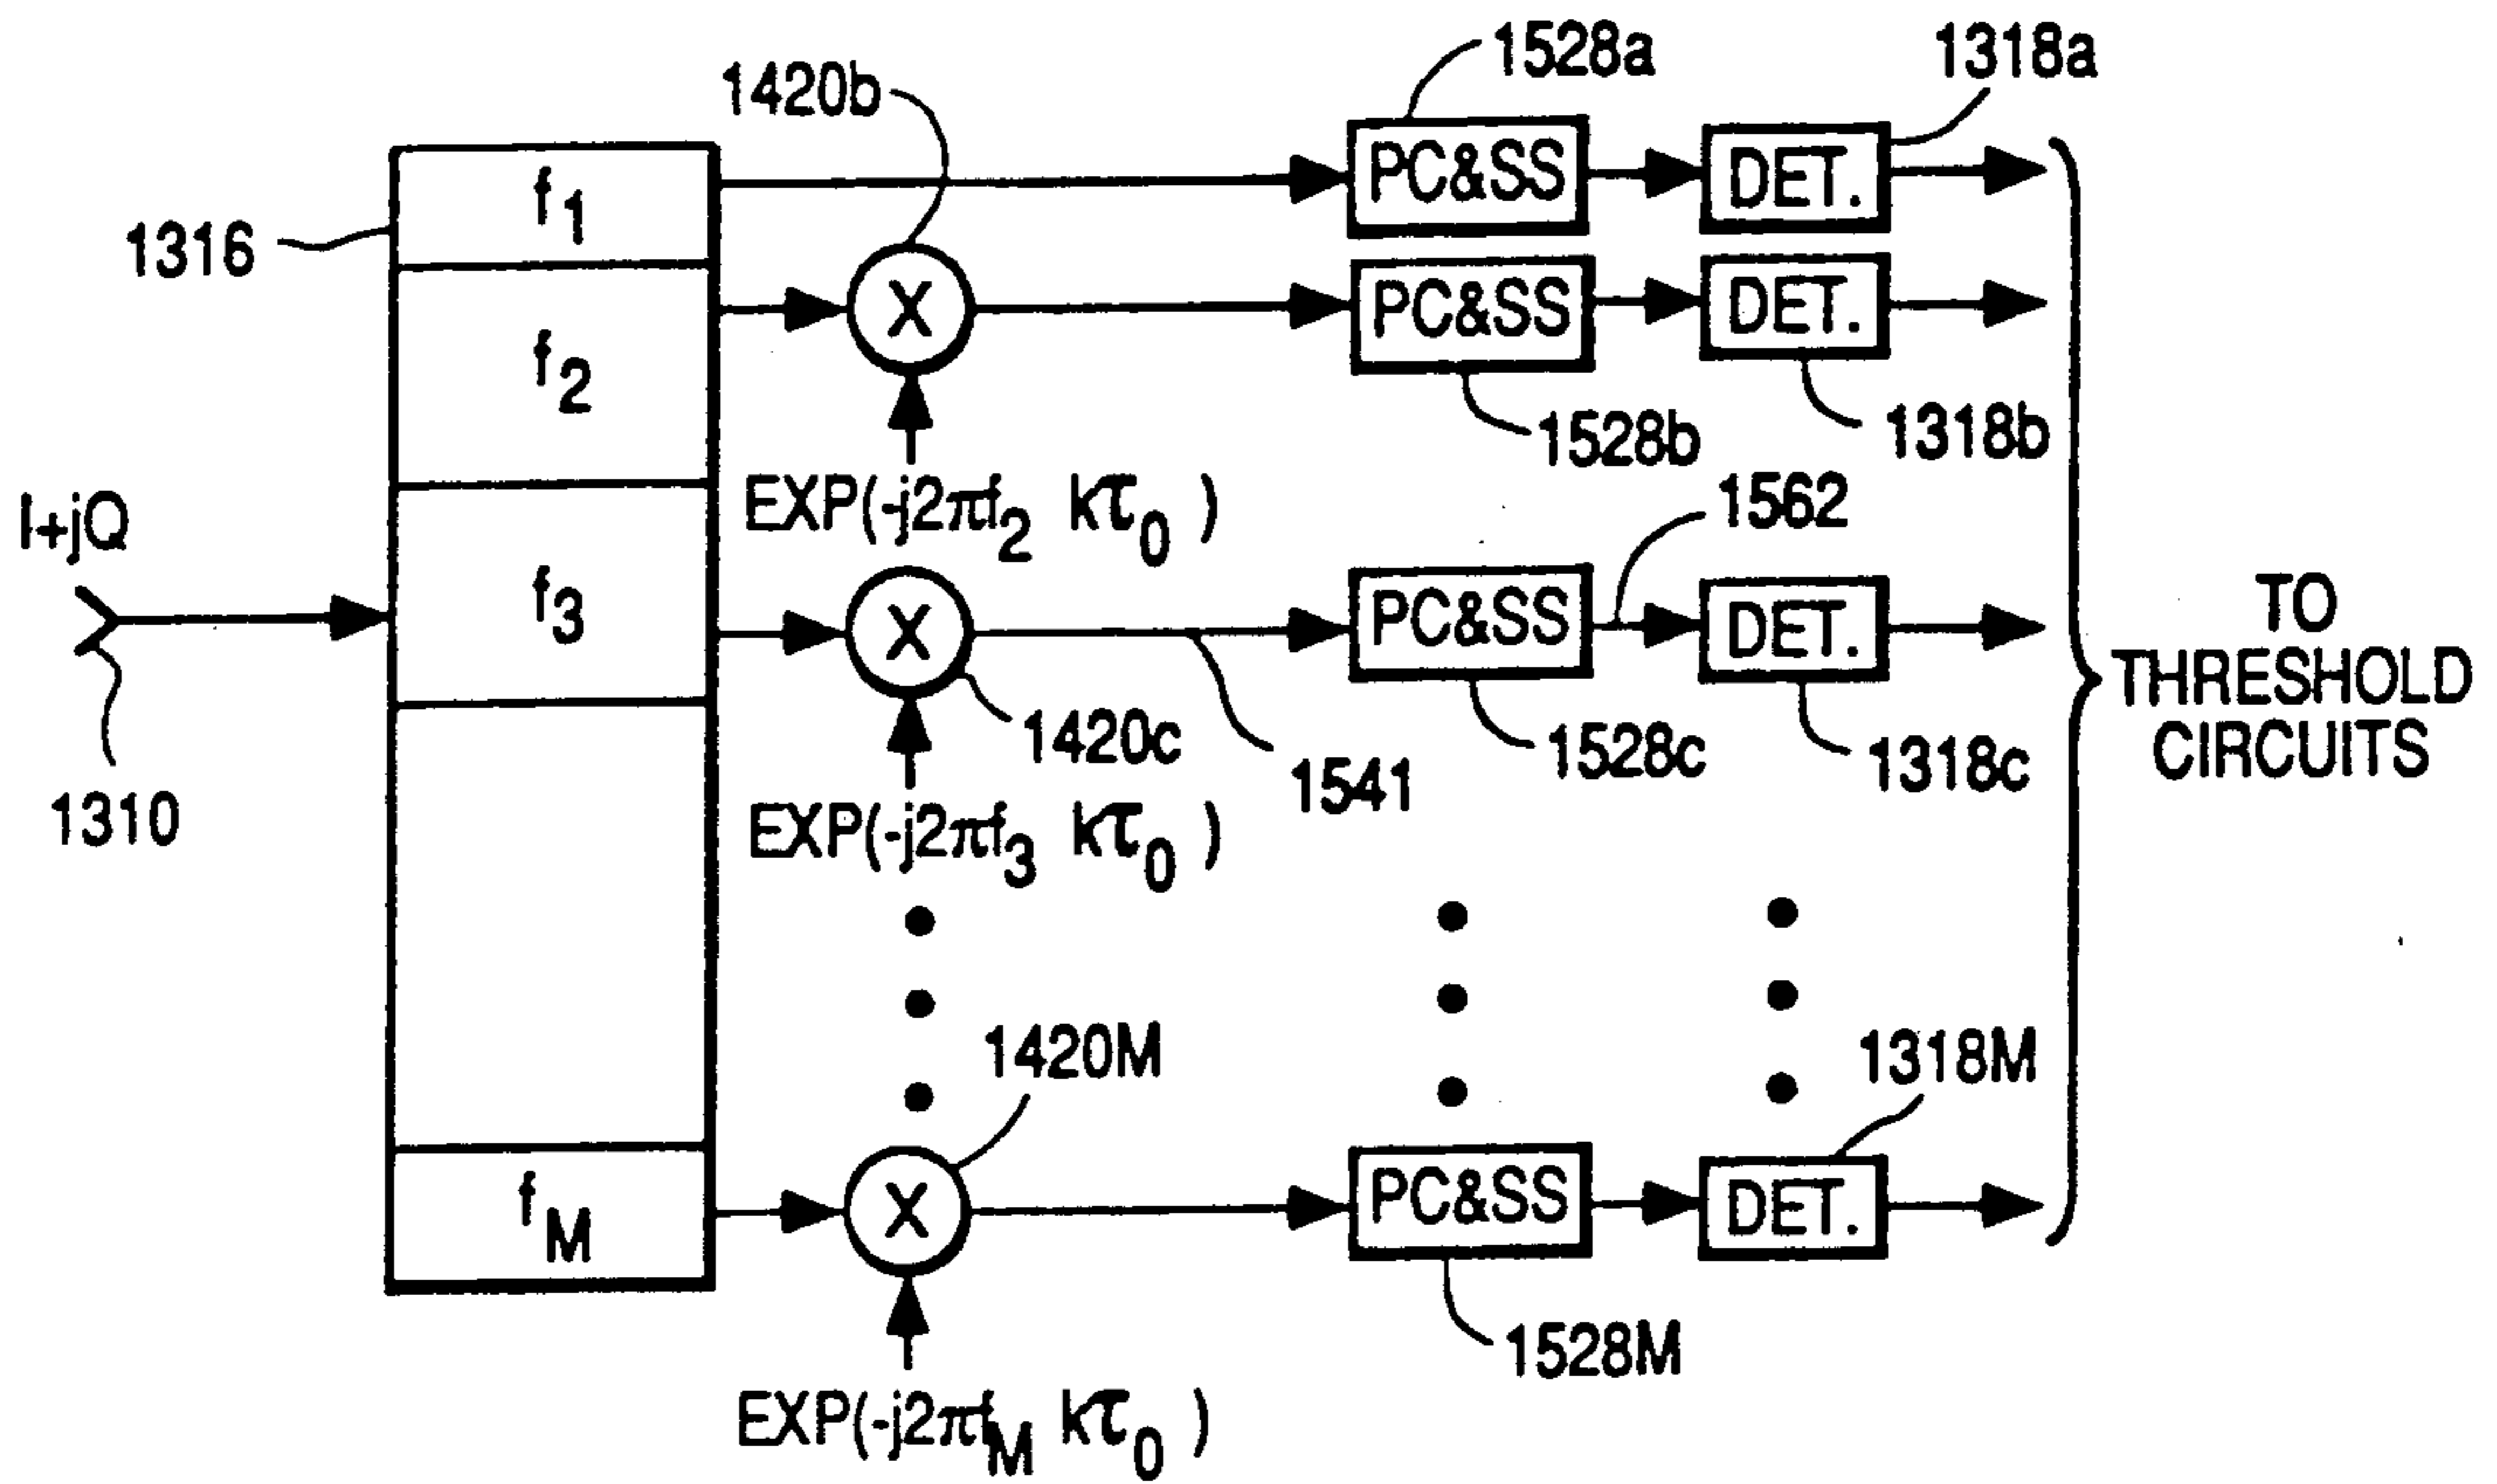 1528a
1318a
1420b
f1
PC&SS
DET.
1316
f2
X
PC&SS
DET.
1528b
1318b
I+jQ
EXP(-j2πf2 kτ0 )
1562
f3
X
PC&SS
DET.
TO
THRESHOLD
CIRCUITS
1310
1420c
1541
1528c
1318c
EXP(-j2πf3 kτ0 )
1420M
1318M
fM
X
PC&SS
DET.
1528M
EXP(-j2πfM kτ0 )